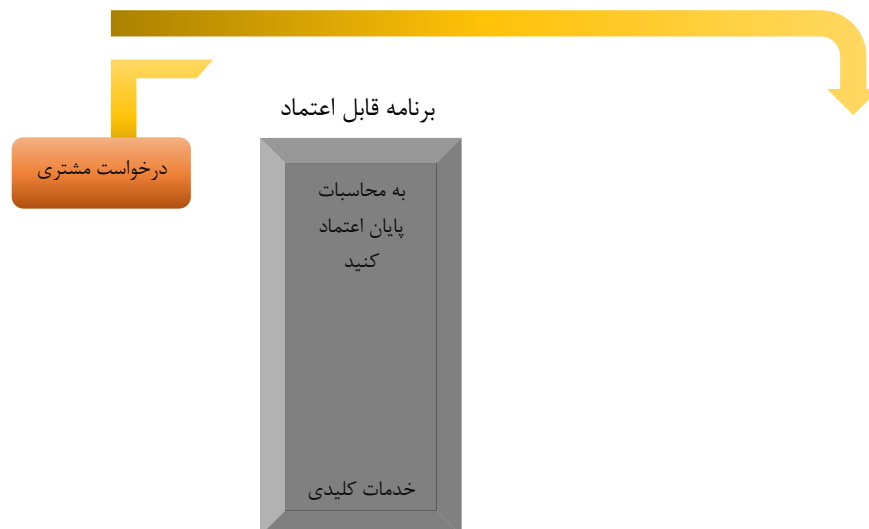 برنامه قابل اعتماد
درخواست مشتری
به محاسبات
پایان اعتماد
کنید
خدمات کلیدی